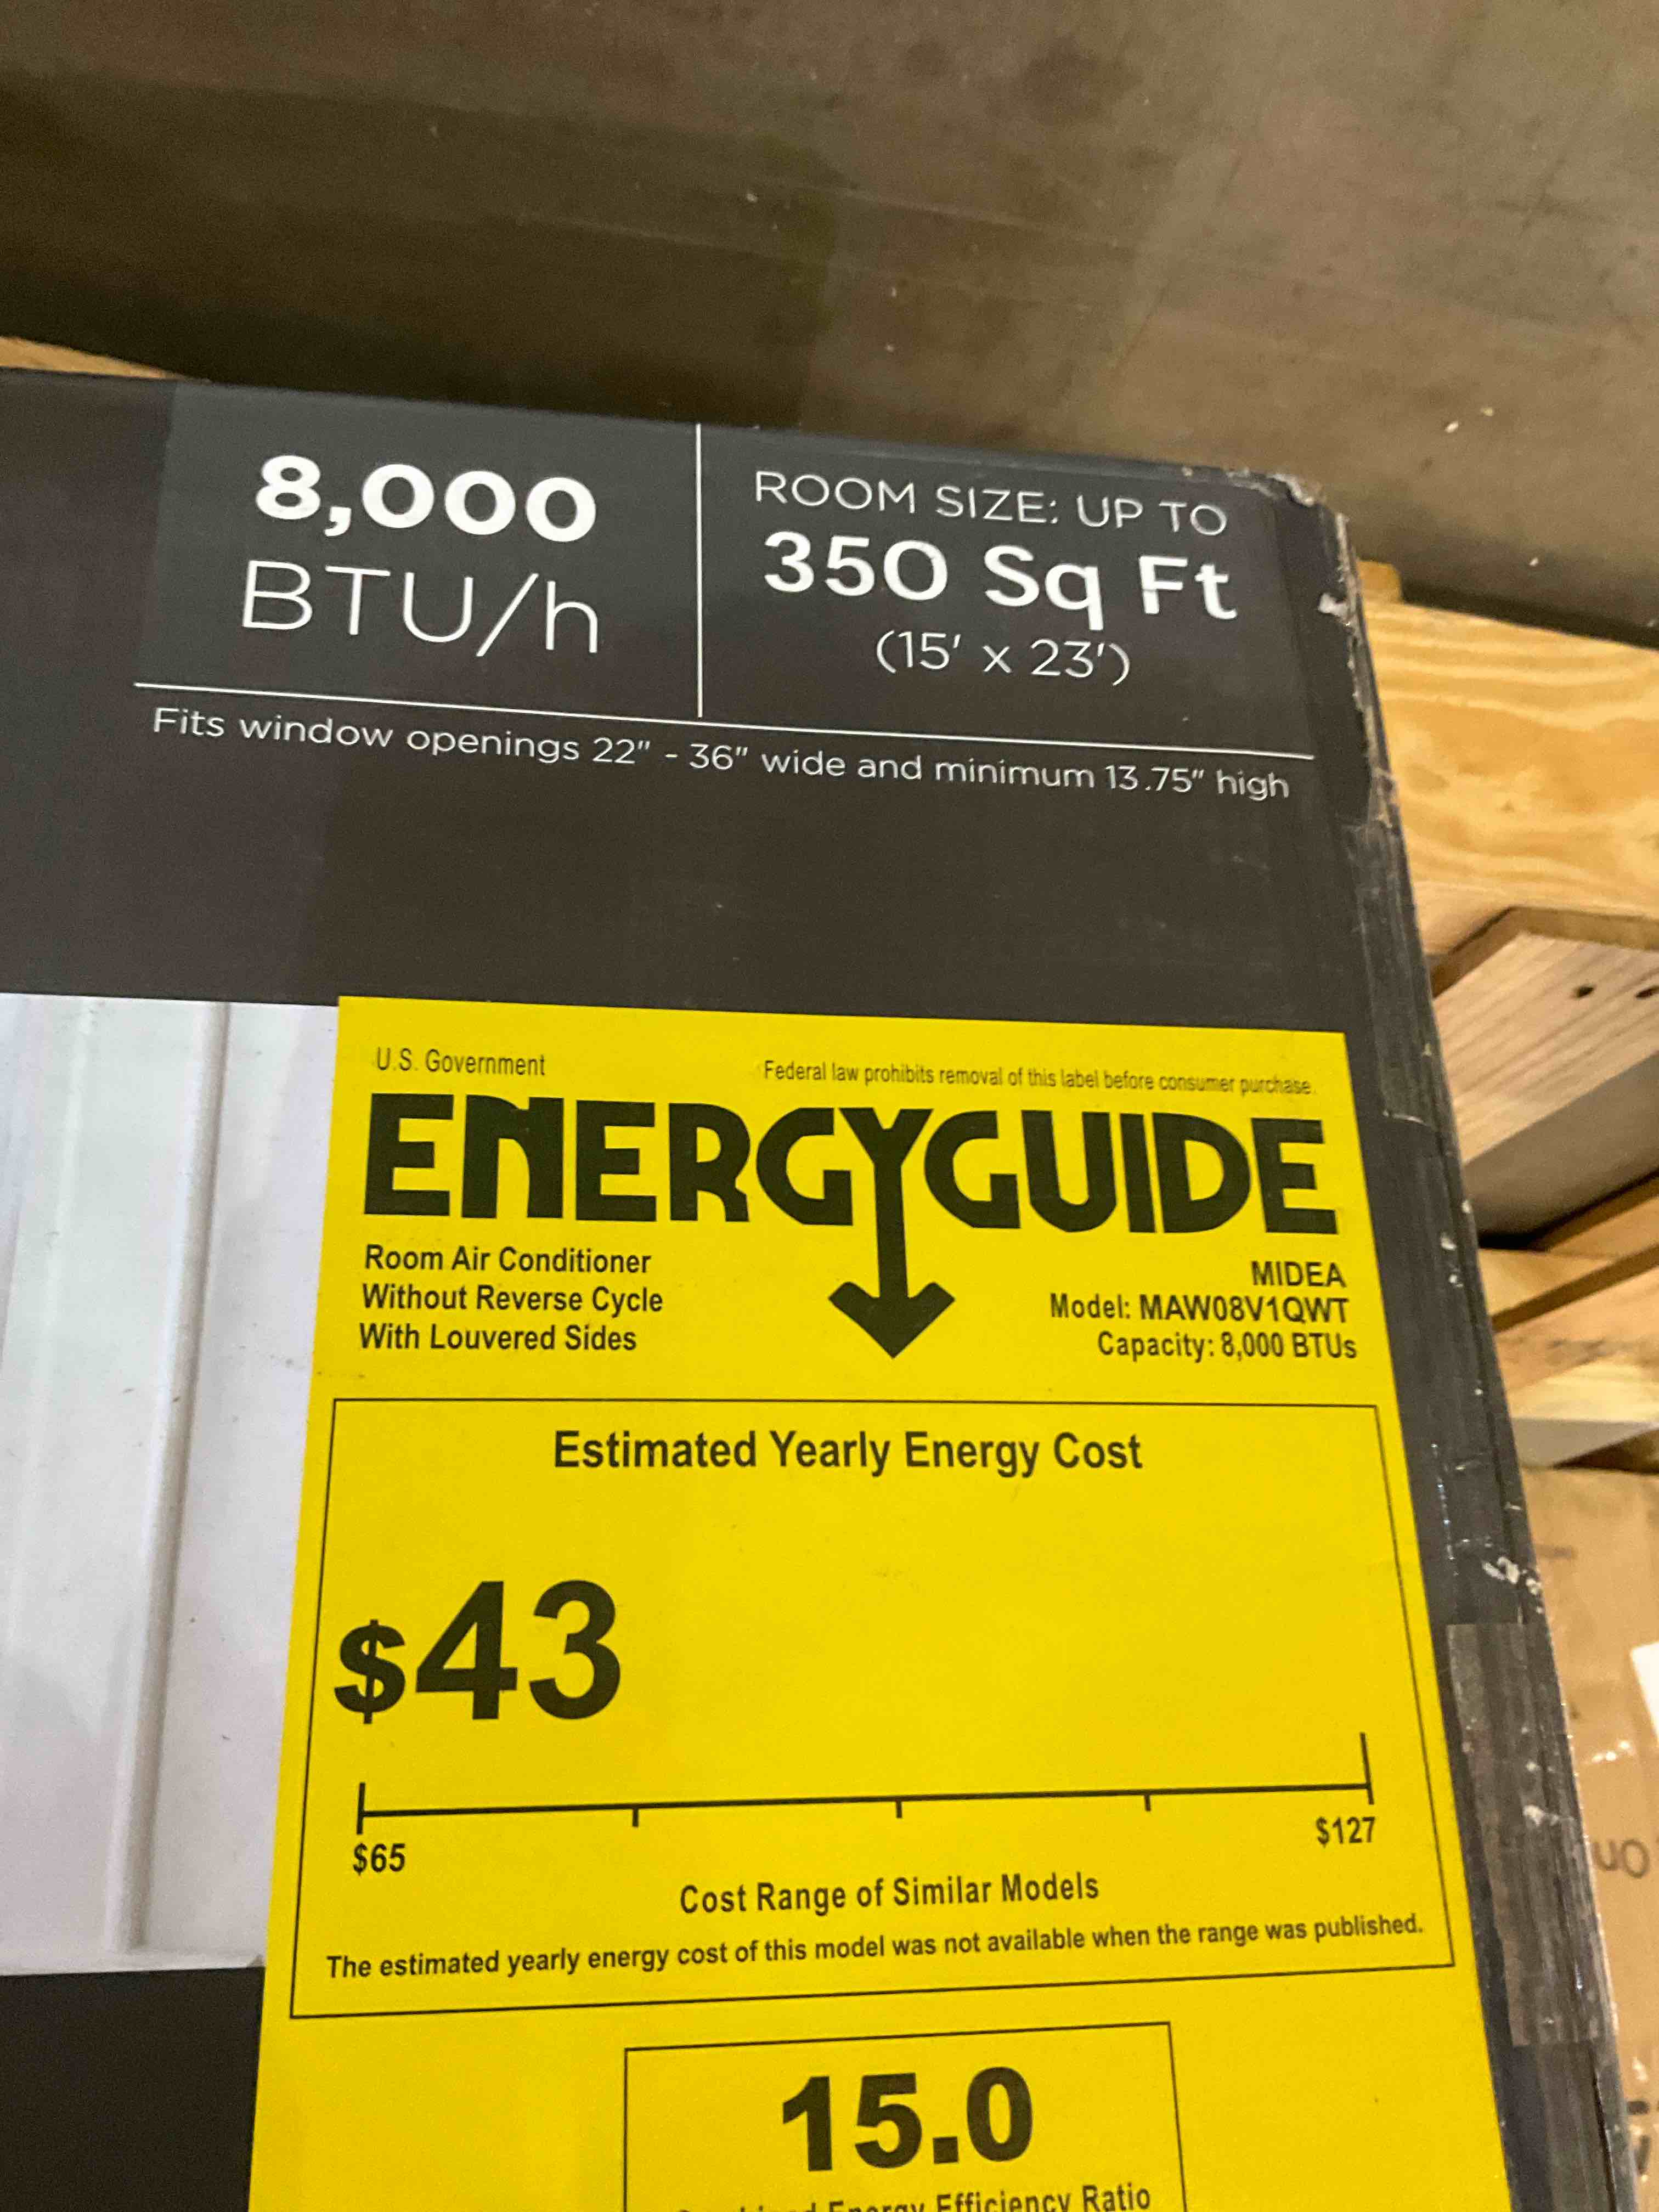 8,000
BTU/h
ROOM SIZE: UP TO
350 Sq Ft
(15' x 23')
Fits window openings 22" - 36" wide and minimum 13.75" high
U.S. Government
Federal law prohibits removal of this label before consumer purchase.
ENERGYGUIDE
Room Air Conditioner
Without Reverse Cycle
With Louvered Sides
MIDEA
Model: MAW08V1QWT
Capacity: 8,000 BTUs
Estimated Yearly Energy Cost
$43
$65
$127
Cost Range of Similar Models
The estimated yearly energy cost of this model was not available when the range was published.
15.0
Energy Efficiency Ratio